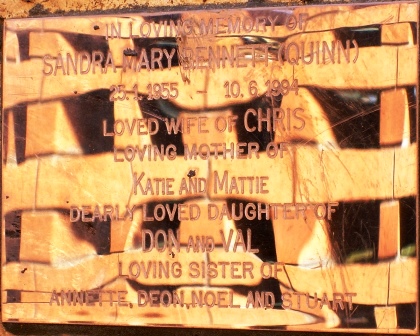 IN LOVING MEMORY OF
SANDRA MARY BENNETT (QUINN)
25.1.1955 - 10.6.1994
LOVED WIFE OF CHRIS
LOVING MOTHER OF
KATIE AND MATTIE
DEARLY LOVED DAUGHTER OF
DON AND VAL
LOVING SISTER OF
ANNETTE, DEON, NOEL AND STUART